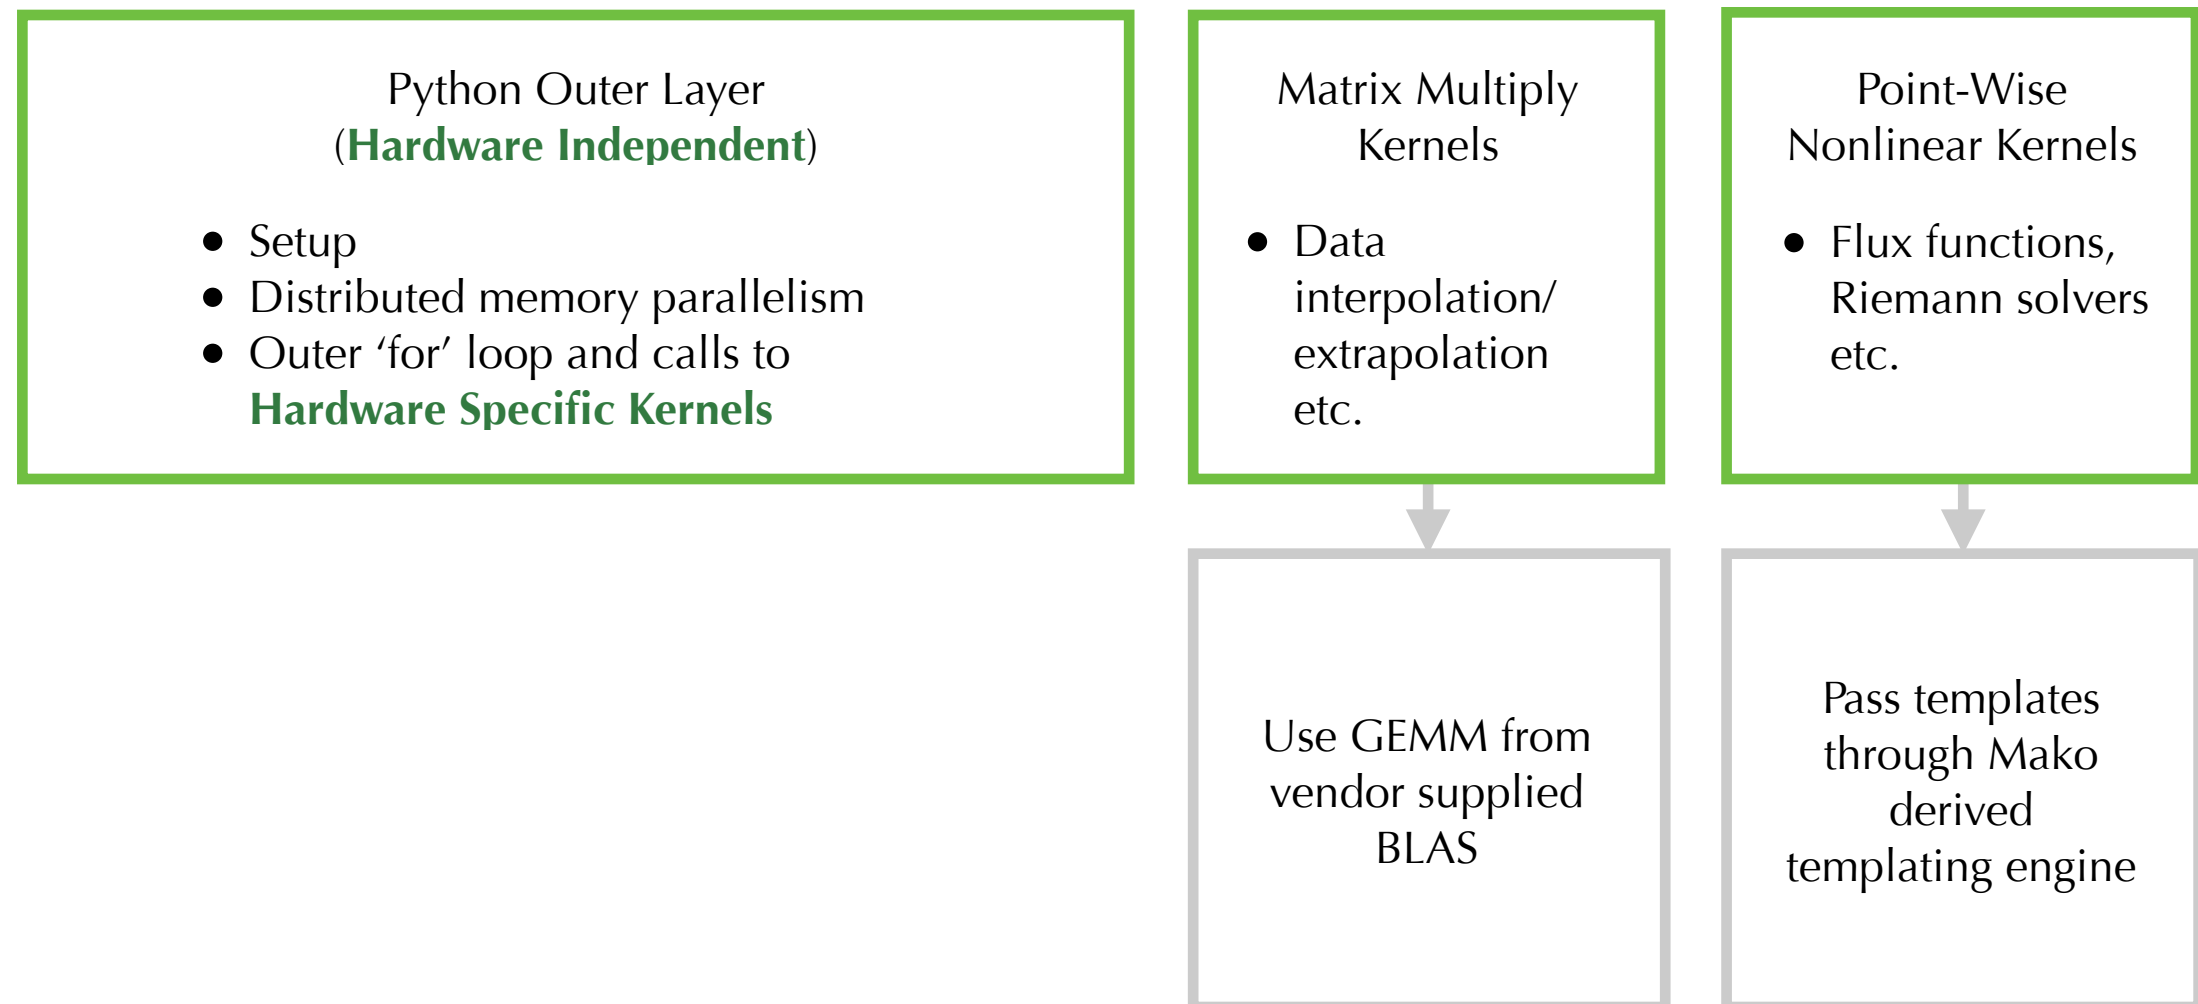 Python Outer Layer
(Hardware Independent)
● Setup
● Distributed memory parallelism
● Outer ‘for’ loop and calls to
Hardware Specific Kernels
Matrix Multiply
Kernels
● Data
interpolation/
extrapolation
etc.
Point-Wise
Nonlinear Kernels
● Flux functions,
Riemann solvers
etc.
Use GEMM from
vendor supplied
BLAS
Pass templates
through Mako
derived
templating engine